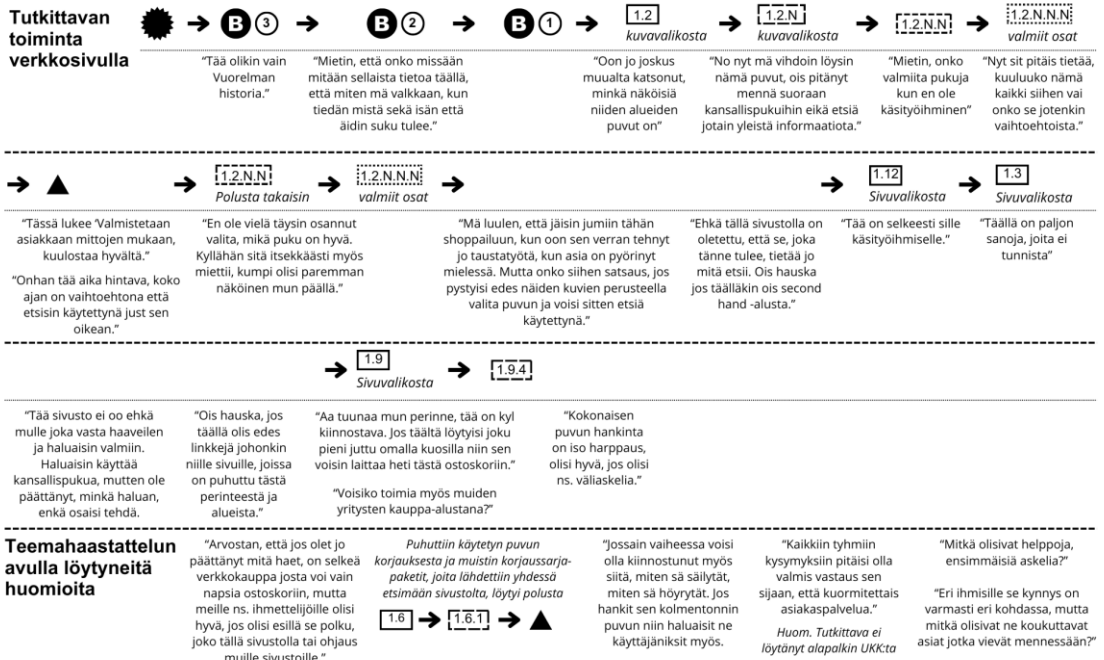 Tutkittavan
toiminta
verkkosivulla
B 3
B 2
B 1
1.2
kuvavalikosta
1.2.N
kuvavalikosta
1.2.N.N
1.2.N.N.N
valmiit osat
“Tää olikin vain
Vuorelman
historia.”
“Mietin, että onko missään
mitään sellaista tietoa täällä,
että miten mä valkkaan, kun
tiedän mistä sekä isän että
äidin suku tulee.”
“Oon jo joskus
muualta katsonut,
minkä näköisiä
niiden alueiden
puvut on”
“No nyt mä vihdoin löysin
nämä puvut, ois pitänyt
mennä suoraan
kansallispukuihin eikä etsiä
jotain yleistä informaatiota.”
“Mietin, onko
valmiita pukuja
kun en ole
käsityöihminen”
“Nyt sit pitäis tietää,
kuuluuko nämä
kaikki siihen vai
onko se jotenkin
vaihtoehtoista.”
1.2.N.N
Polusta takaisin
1.2.N.N.N
valmiit osat
1.12
Sivuvalikosta
1.3
Sivuvalikosta
“Tässä lukee ‘Valmistetaan
asiakkaan mittojen mukaan,
kuulostaa hyvältä.”
“Onhan tää aika hintava, koko
ajan on vaihtoehtona että
etsisin käytettynä just sen
oikean.”
“En ole vielä täysin osannut
valita, mikä puku on hyvä.
Kyllähän sitä itsekkäästi myös
miettii, kumpi olisi paremman
näköinen mun päällä.”
“Mä luulen, että jäisin jumiin tähän
shoppailuun, kun oon sen verran tehnyt
jo taustatyötä, kun asia on pyörinyt
mielessä. Mutta onko siihen satsaus, jos
pystyisi edes näiden kuvien perusteella
valita puvun ja voisi sitten etsiä
käytettynä.”
“Ehkä tällä sivustolla on
oletettu, että se, joka
tänne tulee, tietää jo
mitä etsii. Ois hauska
jos täälläkin ois second
hand -alusta.”
“Tää on selkeesti sille
käsityöihmiselle.”
“Täällä on paljon
sanoja, joita ei
tunnista”
1.9
Sivuvalikosta
1.9.4
“Tää sivusto ei oo ehkä
mulle joka vasta haaveilen
ja haluaisin valmiin.
Haluaisin käyttää
kansallispukua, mutten ole
päättänyt, minkä haluan,
enkä osaisi tehdä.
“Ois hauska, jos
täällä olis edes
linkkejä johonkin
niille sivuille, joissa
on puhuttu tästä
perinteestä ja
alueista.”
“Aa tuunaa mun perinne, tää on kyl
kiinnostava. Jos täältä löytyisi joku
pieni juttu omalla kuosilla niin sen
voisin laittaa heti tästä ostoskoriin.”
“Voisiko toimia myös muiden
yritysten kauppa-alustana?”
“Kokonaisen
puvun hankinta
on iso harppaus,
olisi hyvä, jos olisi
ns. väliaskelia.”
Teemahaastattelun
avulla löytyneitä
huomioita
“Arvostan, että jos olet jo
päättänyt mitä haet, on selkeä
verkkokauppa josta voi vain
napsia ostoskoriin, mutta
meille ns. ihmettelijöille olisi
hyvä, jos olisi esillä se polku,
joko tällä sivustolla tai ohjaus
muille sivustoille.”
Puhuttiin käytetyn puvun
korjauksesta ja muistin korjaussarja-
paketit, joita lähdettiin yhdessä
etsimään sivustolta, löytyi polusta
1.6
1.6.1
“Jossain vaiheessa voisi
olla kiinnostunut myös
siitä, miten sä säilytät,
miten sä höyrytät. Jos
hankit sen kolmentonnin
puvun niin haluaisit ne
käyttäjäniksit myös.
“Kaikkiin tyhmiin
kysymyksiin pitäisi olla
valmis vastaus sen
sijaan, että kuormitettais
asiakaspalvelua.”
Huom. Tutkittava ei
löytänyt alapalkin UKK:ta
“Mitkä olisivat helppoja,
ensimmäisiä askelia?”
“Eri ihmisille se kynnys on
varmasti eri kohdassa, mutta
mitkä olisivat ne koukuttavat
asiat jotka vievät mennessään?”